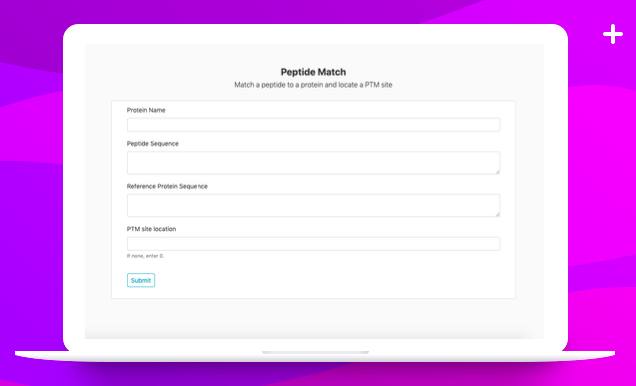 Peptide Match
Match a peptide to a protein and locate a PTM site
Protein Name
Peptide Sequence
Reference Protein Sequence
PTM site location
If none, enter 0.
Submit